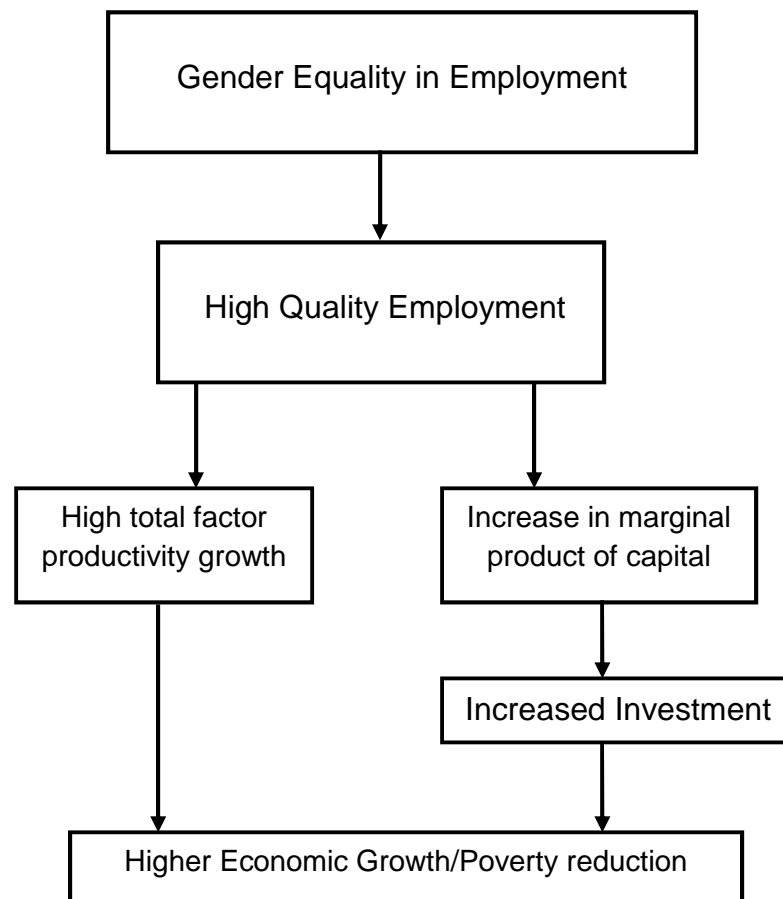 Gender Equality in Employment
High Quality Employment
High total factor
productivity growth
Increase in marginal
product of capital
Increased Investment
Higher Economic Growth/Poverty reduction